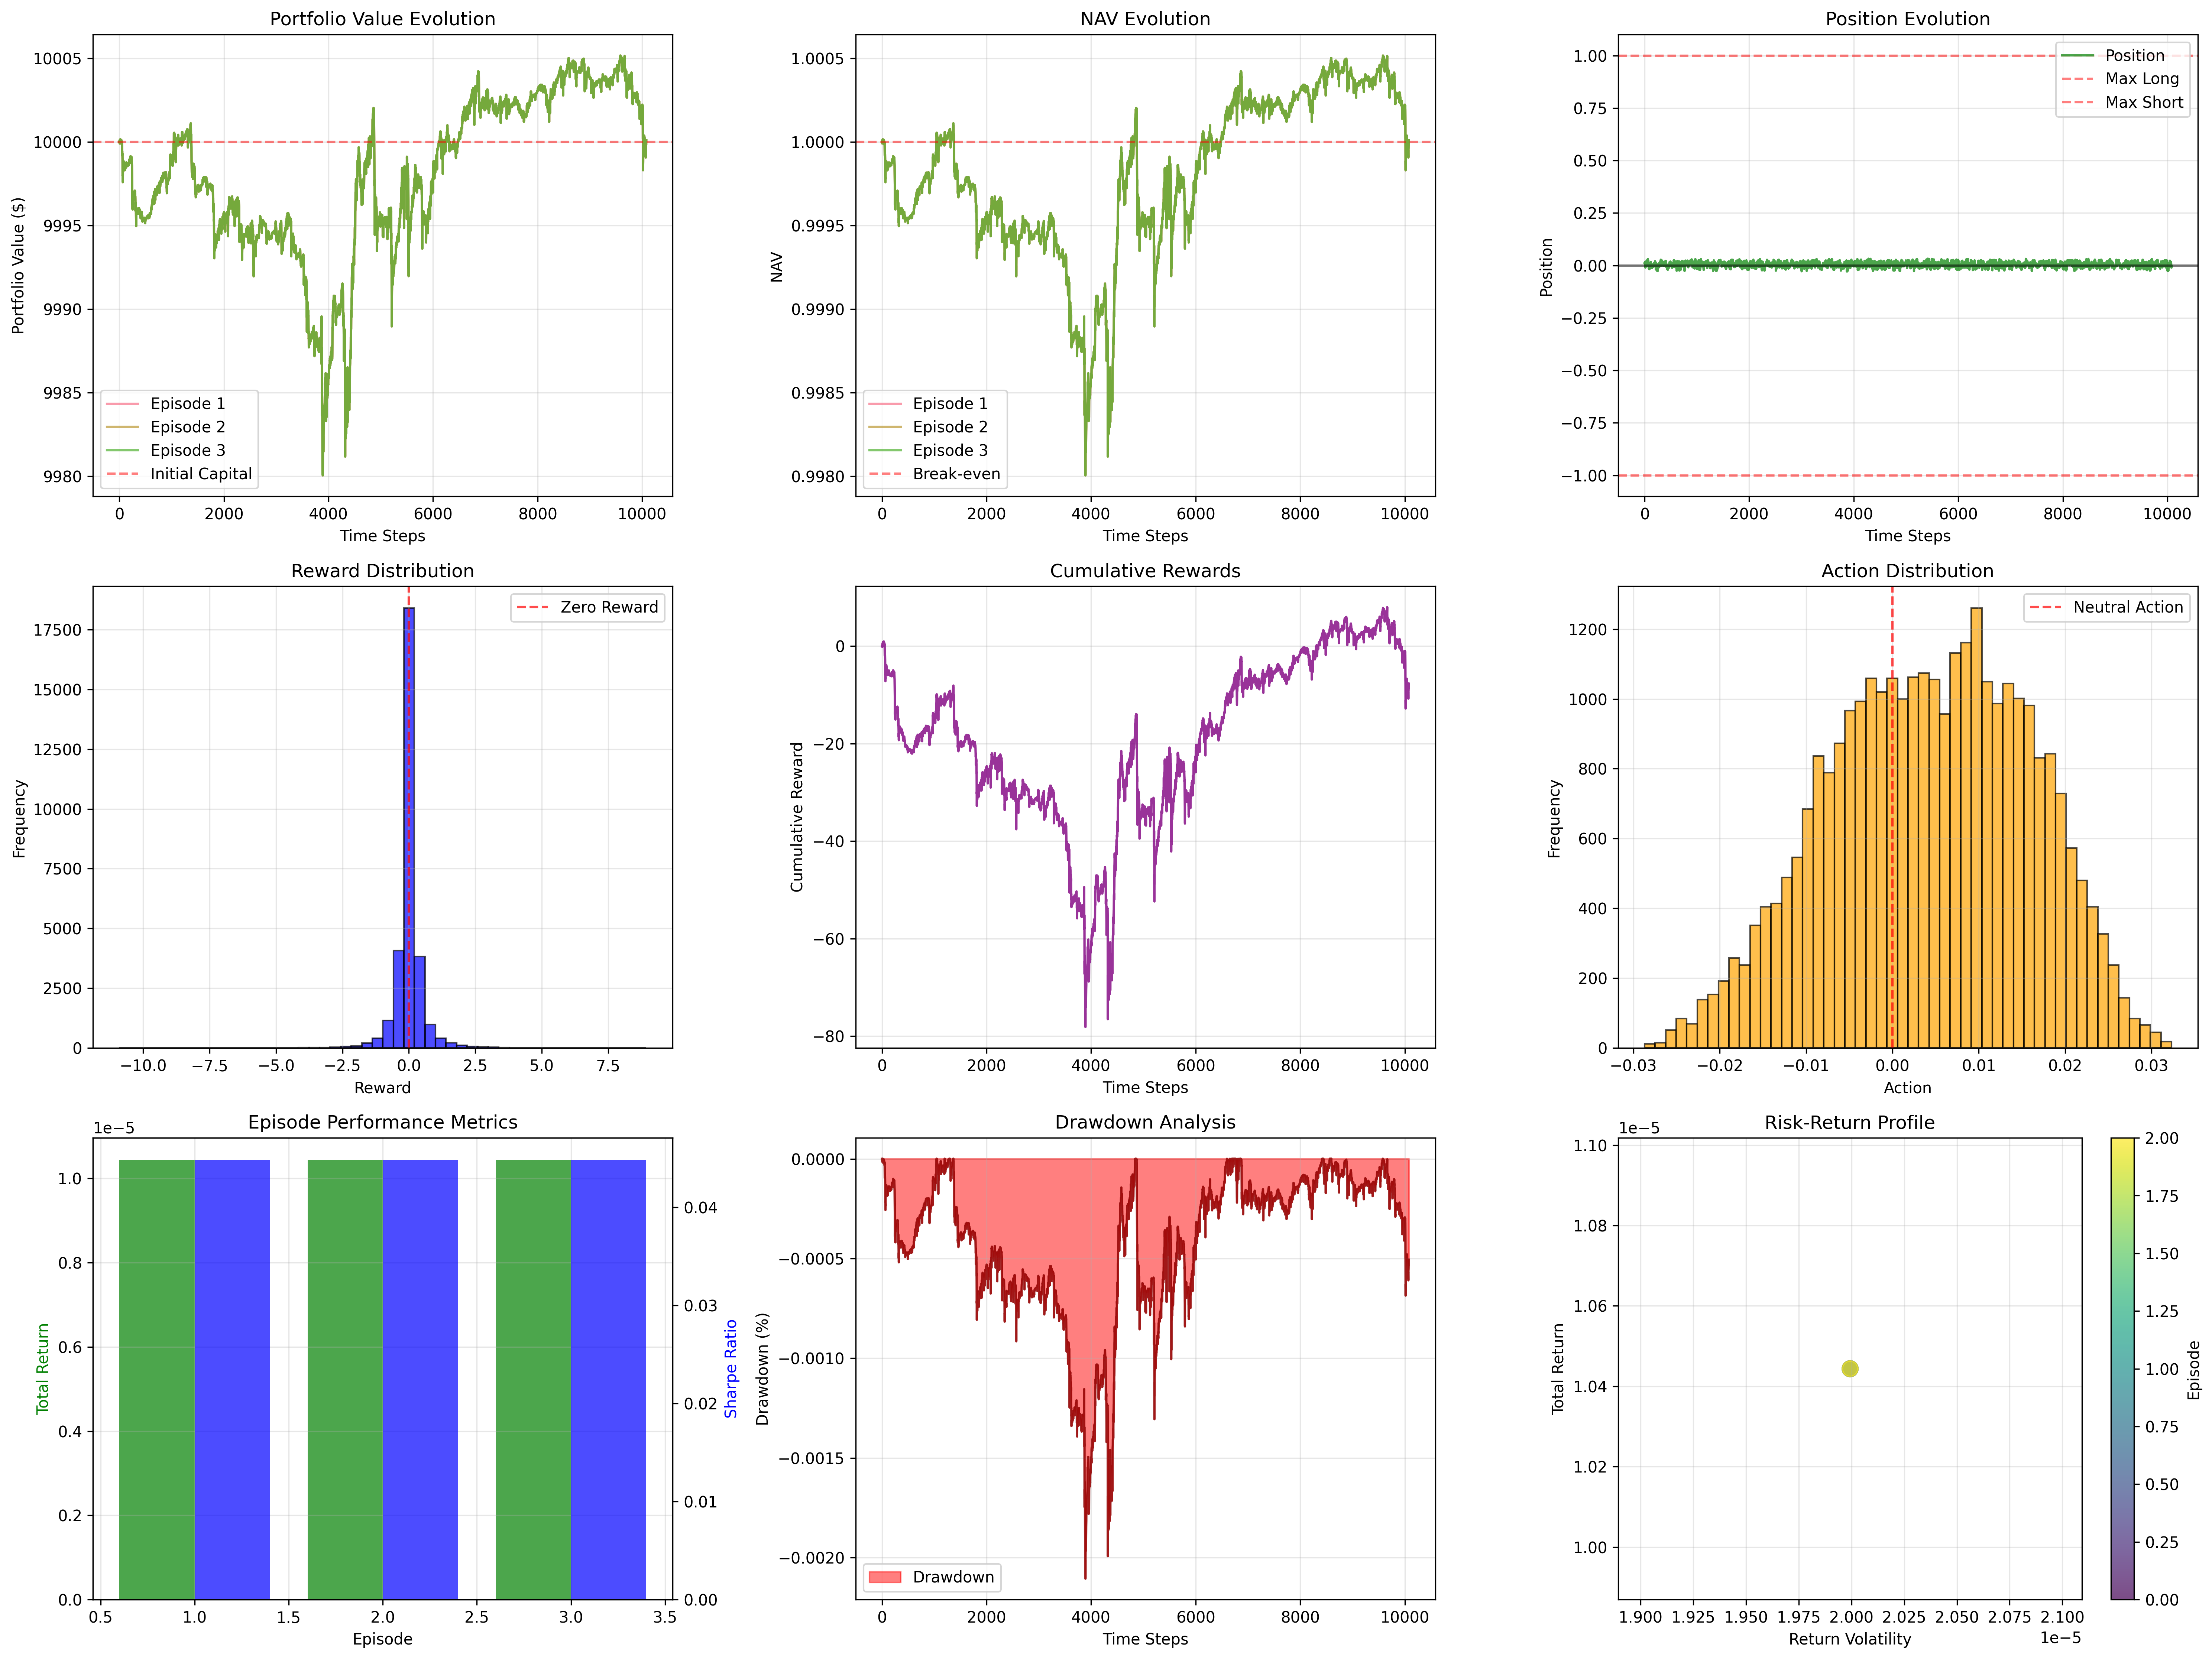 Portfolio Value Evolution
10005
10000
9995
9990
9985
9980
Portfolio Value ($)
Episode 1
Episode 2
Episode 3
Initial Capital
0 2000 4000 6000 8000 10000
Time Steps
NAV Evolution
1.0005
1.0000
0.9995
0.9990
0.9985
0.9980
NAV
Episode 1
Episode 2
Episode 3
Break-even
0 2000 4000 6000 8000 10000
Time Steps
Position Evolution
1.00
0.75
0.50
0.25
0.00
−0.25
−0.50
−0.75
−1.00
Position
Position
Max Long
Max Short
0 2000 4000 6000 8000 10000
Time Steps
Reward Distribution
17500
15000
12500
10000
7500
5000
2500
0
Frequency
Zero Reward
−10.0 −7.5 −5.0 −2.5 0.0 2.5 5.0 7.5
Reward
Cumulative Rewards
0
−20
−40
−60
−80
Cumulative Reward
0 2000 4000 6000 8000 10000
Time Steps
Action Distribution
1200
1000
800
600
400
200
0
Frequency
Neutral Action
−0.03 −0.02 −0.01 0.00 0.01 0.02 0.03
Action
Episode Performance Metrics
1e−5
1.0
0.8
0.6
0.4
0.2
0.0
Total Return
0.04
0.03
0.02
0.01
0.00
Sharpe Ratio
0.5 1.0 1.5 2.0 2.5 3.0 3.5
Episode
Drawdown Analysis
0.0000
−0.0005
−0.0010
−0.0015
−0.0020
Drawdown (%)
Drawdown
0 2000 4000 6000 8000 10000
Time Steps
Risk-Return Profile
1e−5
1.10
1.08
1.06
1.04
1.02
1.00
Total Return
1.900 1.925 1.950 1.975 2.000 2.025 2.050 2.075 2.100
1e−5
Return Volatility
2.00
1.75
1.50
1.25
1.00
0.75
0.50
0.25
0.00
Episode